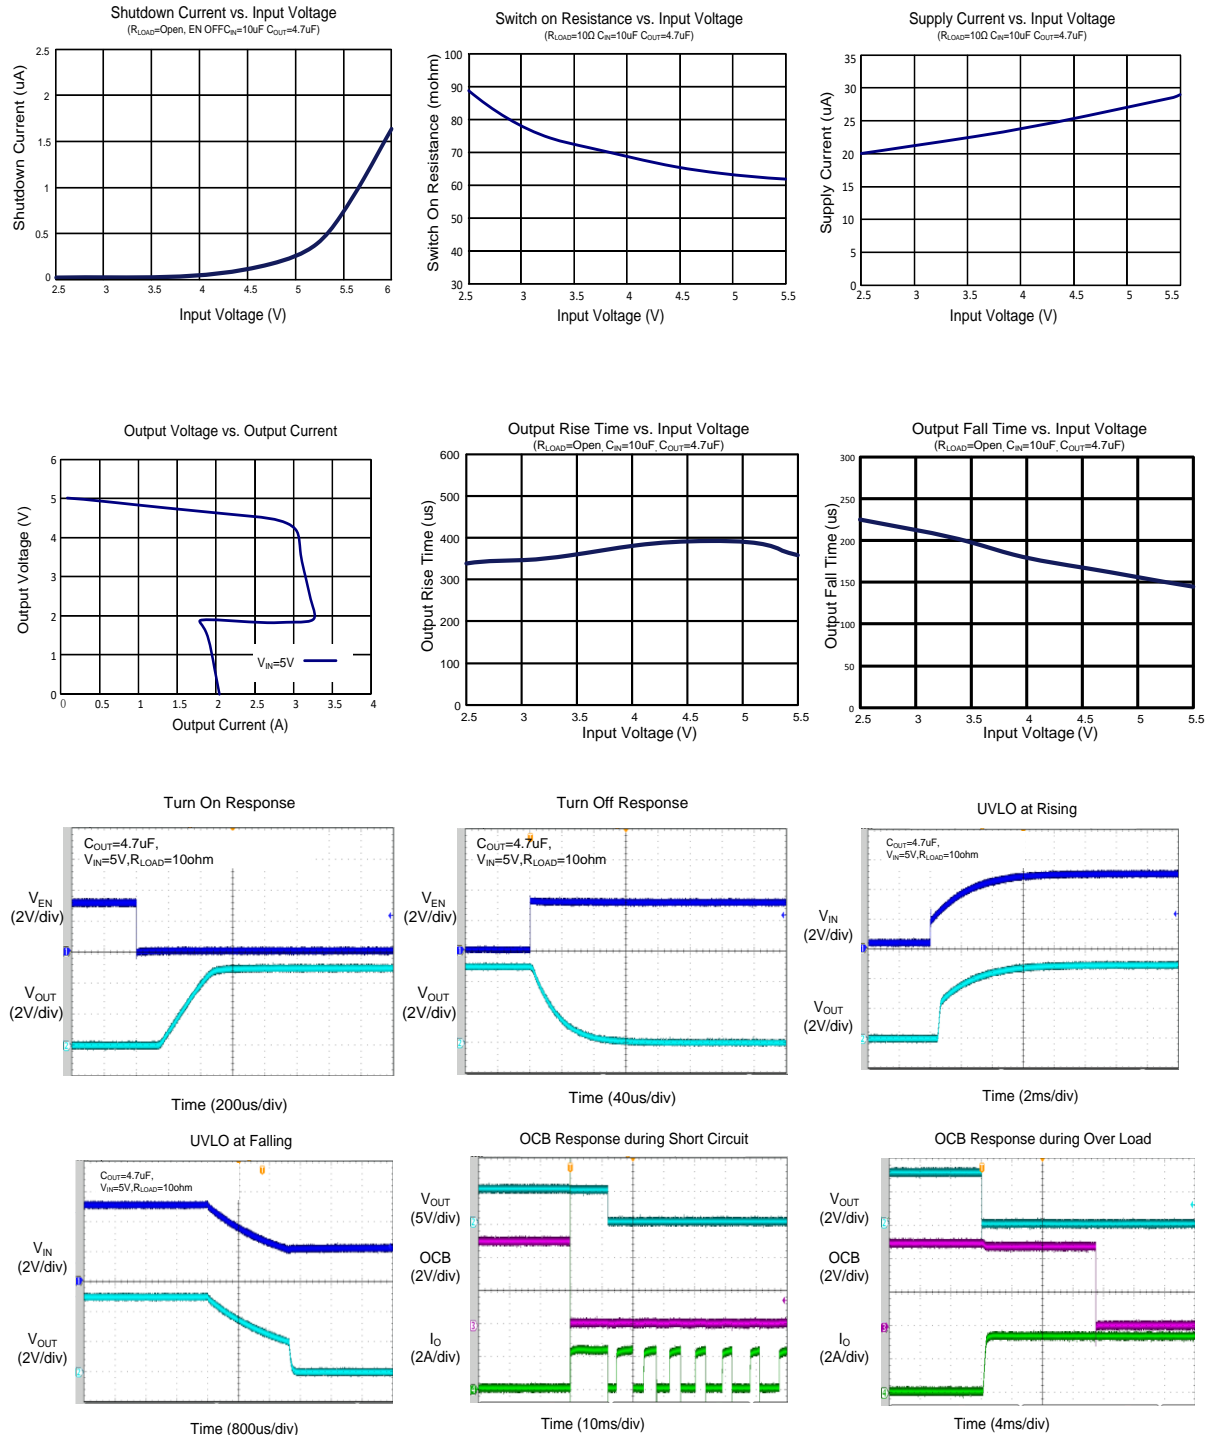 Shutdown Current vs. Input Voltage
(RLOAD=Open, EN OFFCIN=10uF COUT=4.7uF)
Shutdown Current (uA)
2.5
2
1.5
1
0.5
0
2.5 3 3.5 4 4.5 5 5.5 6
Input Voltage (V)
Switch on Resistance vs. Input Voltage
(RLOAD=10Ω CIN=10uF COUT=4.7uF)
Switch On Resistance (mohm)
100
90
80
70
60
50
40
30
2.5 3 3.5 4 4.5 5 5.5
Input Voltage (V)
Supply Current vs. Input Voltage
(RLOAD=10Ω CIN=10uF COUT=4.7uF)
Supply Current (uA)
35
30
25
20
15
10
5
0
2.5 3 3.5 4 4.5 5 5.5
Input Voltage (V)
Output Voltage vs. Output Current
Output Voltage (V)
6
5
4
3
2
1
0
VIN=5V
0 0.5 1 1.5 2 2.5 3 3.5 4
Output Current (A)
Output Rise Time vs. Input Voltage
(RLOAD=Open, CIN=10uF, COUT=4.7uF)
Output Rise Time (us)
600
500
400
300
200
100
0
2.5 3 3.5 4 4.5 5 5.5
Input Voltage (V)
Output Fall Time vs. Input Voltage
(RLOAD=Open, CIN=10uF, COUT=4.7uF)
Output Fall Time (us)
300
250
200
150
100
50
0
2.5 3 3.5 4 4.5 5 5.5
Input Voltage (V)
Turn On Response
COUT=4.7uF,
VIN=5V,RLOAD=10ohm
VEN
(2V/div)
VOUT
(2V/div)
Time (200us/div)
Turn Off Response
COUT=4.7uF,
VIN=5V,RLOAD=10ohm
VEN
(2V/div)
VOUT
(2V/div)
Time (40us/div)
UVLO at Rising
COUT=4.7uF,
VIN=5V,RLOAD=10ohm
VIN
(2V/div)
VOUT
(2V/div)
Time (2ms/div)
UVLO at Falling
COUT=4.7uF,
VIN=5V,RLOAD=10ohm
VIN
(2V/div)
VOUT
(2V/div)
Time (800us/div)
OCB Response during Short Circuit
VOUT
(5V/div)
OCB
(2V/div)
IO
(2A/div)
3
4
Time (10ms/div)
OCB Response during Over Load
VOUT
(2V/div)
OCB
(2V/div)
IO
(2A/div)
3
4
Time (4ms/div)